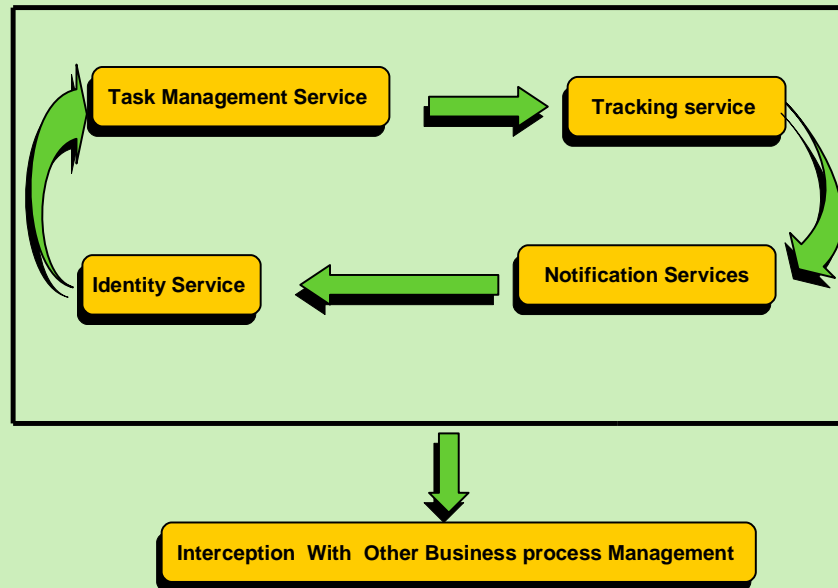 Task Management Service
Tracking service
Identity Service
Notification Services
Interception With Other Business process Management